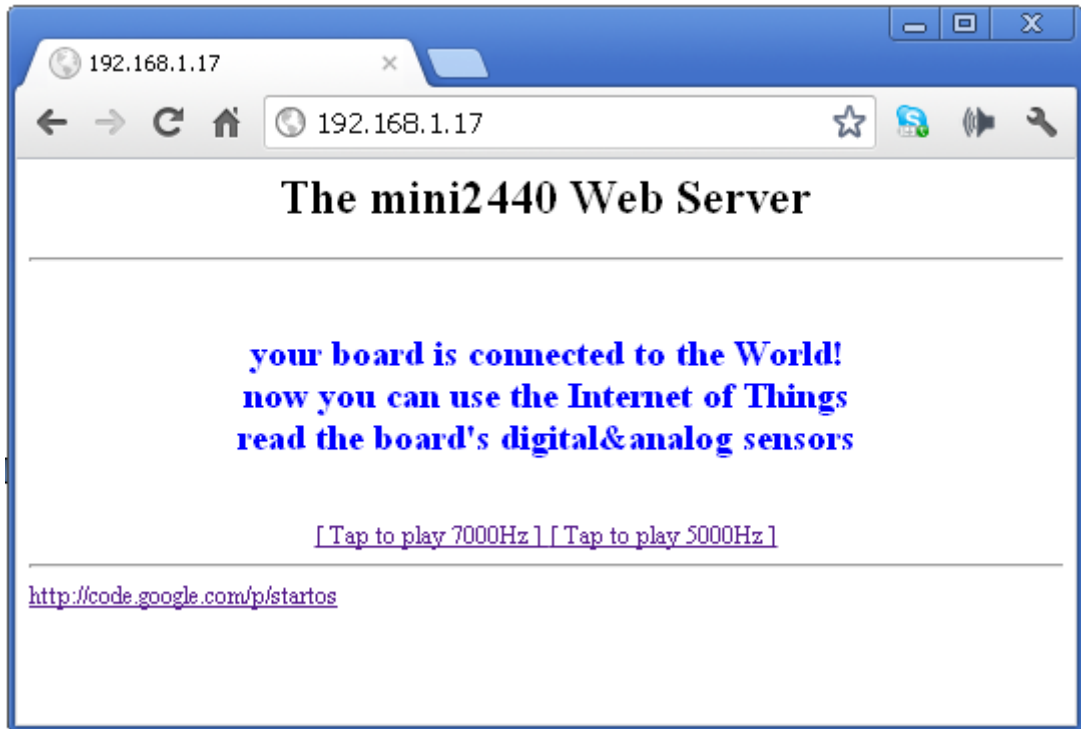 192.168.1.17
192.168.1.17
The mini2440 Web Server
your board is connected to the World!
now you can use the Internet of Things
read the board's digital&analog sensors
[ Tap to play 7000Hz ] [ Tap to play 5000Hz ]
http://code.google.com/p/startos